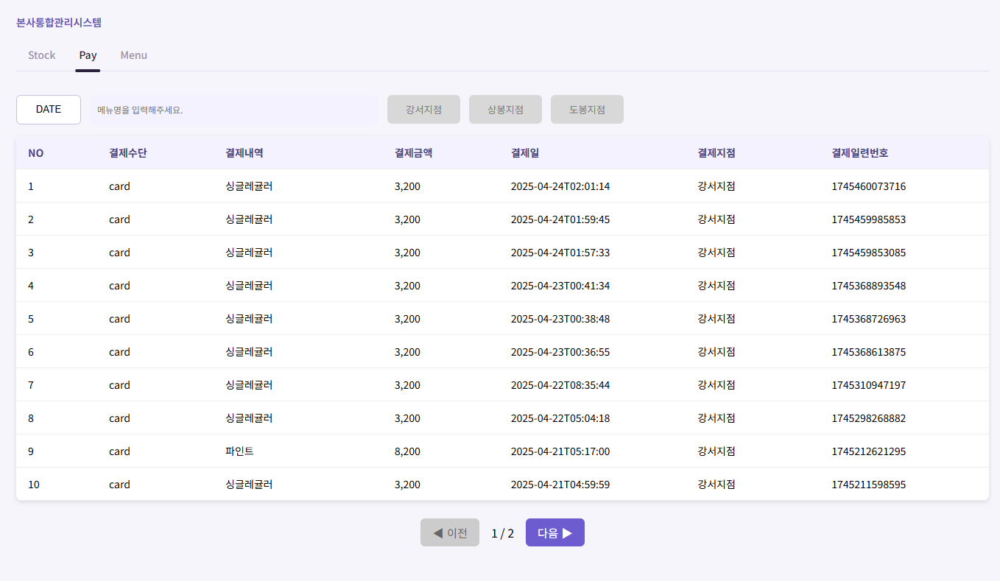 본사통합관리시스템
Stock Pay Menu
DATE 메뉴명을 입력해주세요. 강서지점 상봉지점 도봉지점
NO 결제수단 결제내역 결제금액 결제일 결제지점 결제일련번호
1 card 싱글레귤러 3,200 2025-04-24T02:01:14 강서지점 1745460073716
2 card 싱글레귤러 3,200 2025-04-24T01:59:45 강서지점 1745459985853
3 card 싱글레귤러 3,200 2025-04-24T01:57:33 강서지점 1745459853085
4 card 싱글레귤러 3,200 2025-04-23T00:41:34 강서지점 1745368893548
5 card 싱글레귤러 3,200 2025-04-23T00:38:48 강서지점 1745368726963
6 card 싱글레귤러 3,200 2025-04-23T00:36:55 강서지점 1745368613875
7 card 싱글레귤러 3,200 2025-04-22T08:35:44 강서지점 1745310947197
8 card 싱글레귤러 3,200 2025-04-22T05:04:18 강서지점 1745298268882
9 card 파인트 8,200 2025-04-21T05:17:00 강서지점 1745212621295
10 card 싱글레귤러 3,200 2025-04-21T04:59:59 강서지점 1745211598595
◀ 이전 1 / 2 다음 ▶